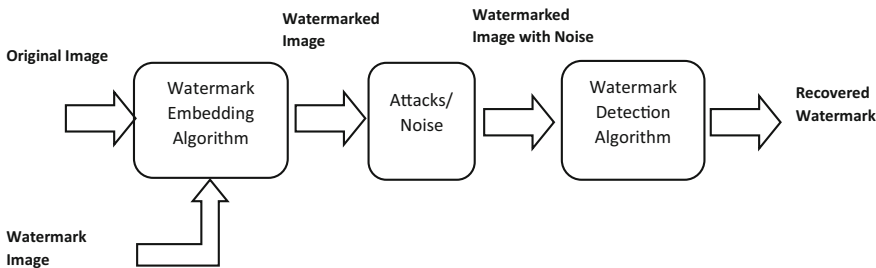 Original Image
Watermark
Image
Watermark
Embedding
Algorithm
Watermarked
Image
Attacks/
Noise
Watermarked
Image with Noise
Watermark
Detection
Algorithm
Recovered
Watermark